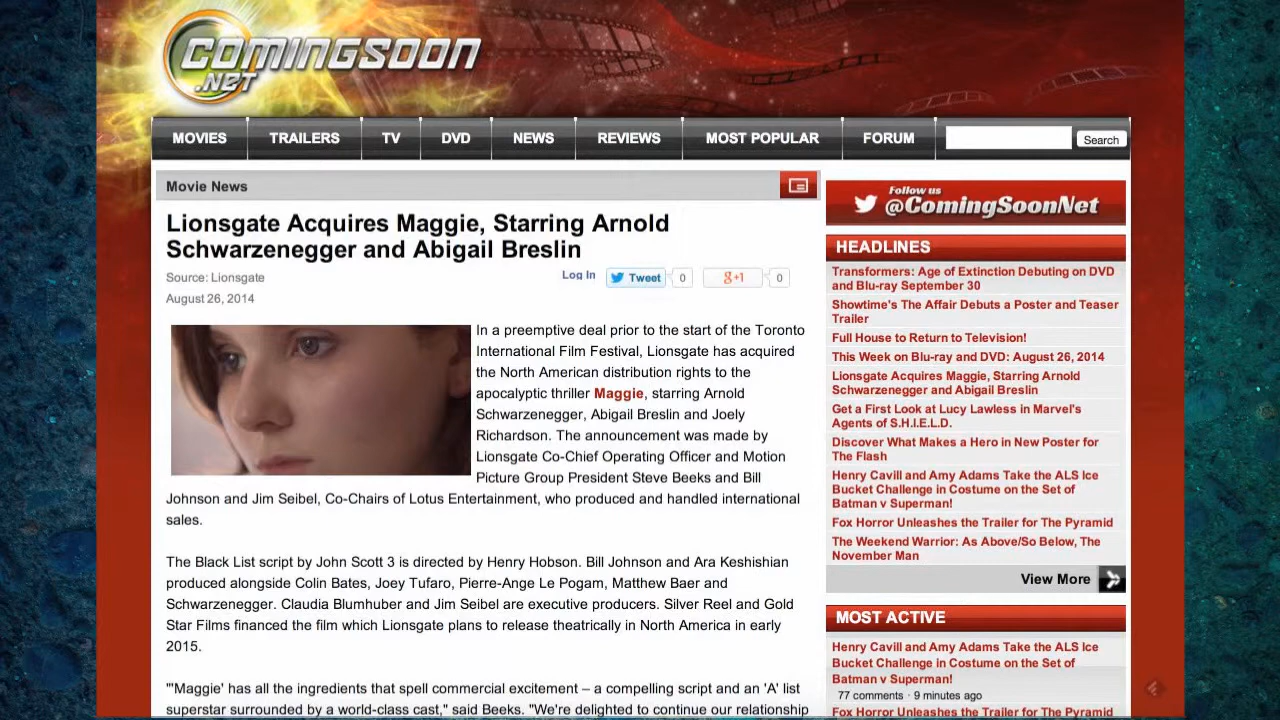 COMINGSOON
.NET
MOVIES TRAILERS TV DVD NEWS REVIEWS MOST POPULAR FORUM Search
Movie News
Lionsgate Acquires Maggie, Starring Arnold
Schwarzenegger and Abigail Breslin
Source: Lionsgate
August 26, 2014
Log In Tweet 0 g+1 0
In a preemptive deal prior to the start of the Toronto
International Film Festival, Lionsgate has acquired
the North American distribution rights to the
apocalyptic thriller Maggie, starring Arnold
Schwarzenegger, Abigail Breslin and Joely
Richardson. The announcement was made by
Lionsgate Co-Chief Operating Officer and Motion
Picture Group President Steve Beeks and Bill
Johnson and Jim Seibel, Co-Chairs of Lotus Entertainment, who produced and handled international
sales.
The Black List script by John Scott 3 is directed by Henry Hobson. Bill Johnson and Ara Keshishian
produced alongside Colin Bates, Joey Tufaro, Pierre-Ange Le Pogam, Matthew Baer and
Schwarzenegger. Claudia Blumhuber and Jim Seibel are executive producers. Silver Reel and Gold
Star Films financed the film which Lionsgate plans to release theatrically in North America in early
2015.
"'Maggie' has all the ingredients that spell commercial excitement – a compelling script and an 'A' list
superstar surrounded by a world-class cast," said Beeks. "We're delighted to continue our relationship
Follow us
@ComingSoonNet
HEADLINES
Transformers: Age of Extinction Debuting on DVD
and Blu-ray September 30
Showtime's The Affair Debuts a Poster and Teaser
Trailer
Full House to Return to Television!
This Week on Blu-ray and DVD: August 26, 2014
Lionsgate Acquires Maggie, Starring Arnold
Schwarzenegger and Abigail Breslin
Get a First Look at Lucy Lawless in Marvel's
Agents of S.H.I.E.L.D.
Discover What Makes a Hero in New Poster for
The Flash
Henry Cavill and Amy Adams Take the ALS Ice
Bucket Challenge in Costume on the Set of
Batman v Superman!
Fox Horror Unleashes the Trailer for The Pyramid
The Weekend Warrior: As Above/So Below, The
November Man
View More
MOST ACTIVE
Henry Cavill and Amy Adams Take the ALS Ice
Bucket Challenge in Costume on the Set of
Batman v Superman!
77 comments · 9 minutes ago
Fox Horror Unleashes the Trailer for The Pyramid